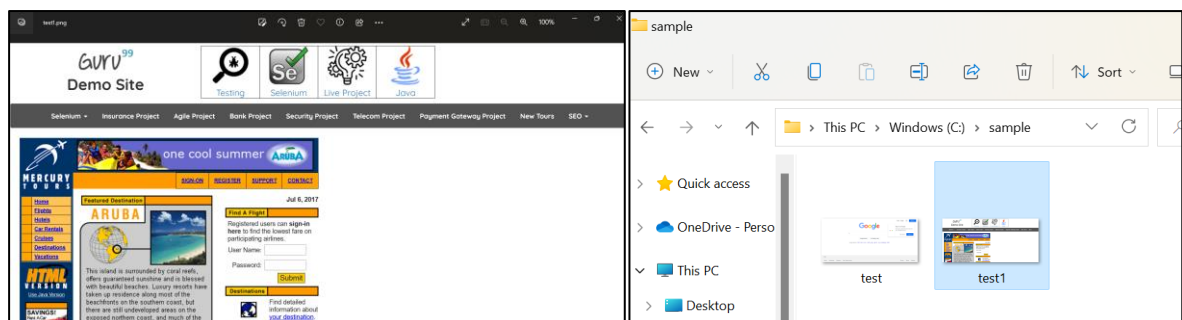 test1.png
100%
Guru99
Demo Site
Testing
Selenium
Live Project
Java
Selenium
Insurance Project
Agile Project
Bank Project
Security Project
Telecom Project
Payment Gateway Project
New Tours
SEO
one cool summer ARUBA
MERCURY
TOURS
SIGN-ON
REGISTER
SUPPORT
CONTACT
Home
Flights
Hotels
Car Rentals
Cruises
Destinations
Vacations
HTML
VERSION
Use Java Version
SAVINGS!
Rent A Car
Featured Destination
ARUBA
This island is surrounded by coral reefs,
offers guaranteed sunshine and is blessed
with beautiful beaches. Luxury resorts have
taken up residence along most of the
beachfronts on the southern coast, but
there are still undeveloped areas on the
exposed northern coast, and much of the
Jul 6, 2017
Find A Flight
Registered users can sign-in
here to find the lowest fare on
participating airlines.
User Name:
Password:
Submit
Destinations
Find detailed
information about
your destination.
sample
New
Sort
This PC
Windows (C:)
sample
Quick access
OneDrive - Perso
This PC
Desktop
Google
test
test1